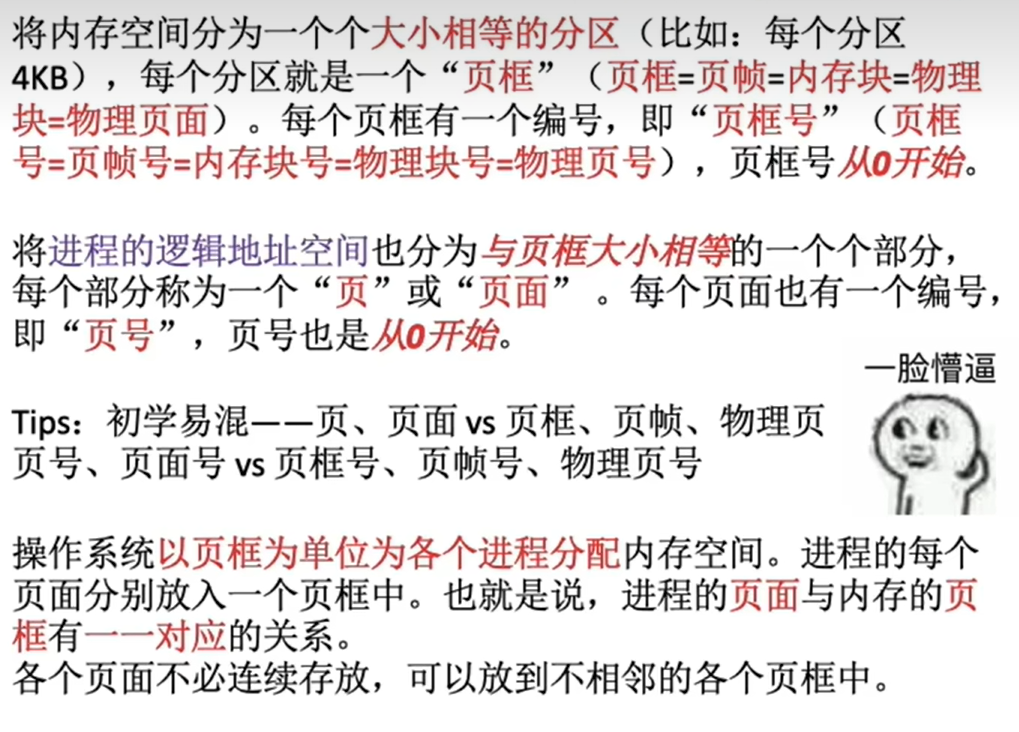 将内存空间分为一个个大小相等的分区（比如：每个分区
4KB），每个分区就是一个“页框”（页框=页帧=内存块=物理
块=物理页面）。每个页框有一个编号，即“页框号”（页框
号=页帧号=内存块号=物理块号=物理页号），页框号从0开始。
将进程的逻辑地址空间也分为与页框大小相等的一个个部分，
每个部分称为一个“页”或“页面” 。每个页面也有一个编号，
即“页号”，页号也是从0开始。
一脸懵逼
Tips：初学易混——页、页面 vs 页框、页帧、物理页
页号、页面号 vs 页框号、页帧号、物理页号
操作系统以页框为单位为各个进程分配内存空间。进程的每个
页面分别放入一个页框中。也就是说，进程的页面与内存的页
框有一一对应的关系。
各个页面不必连续存放，可以放到不相邻的各个页框中。